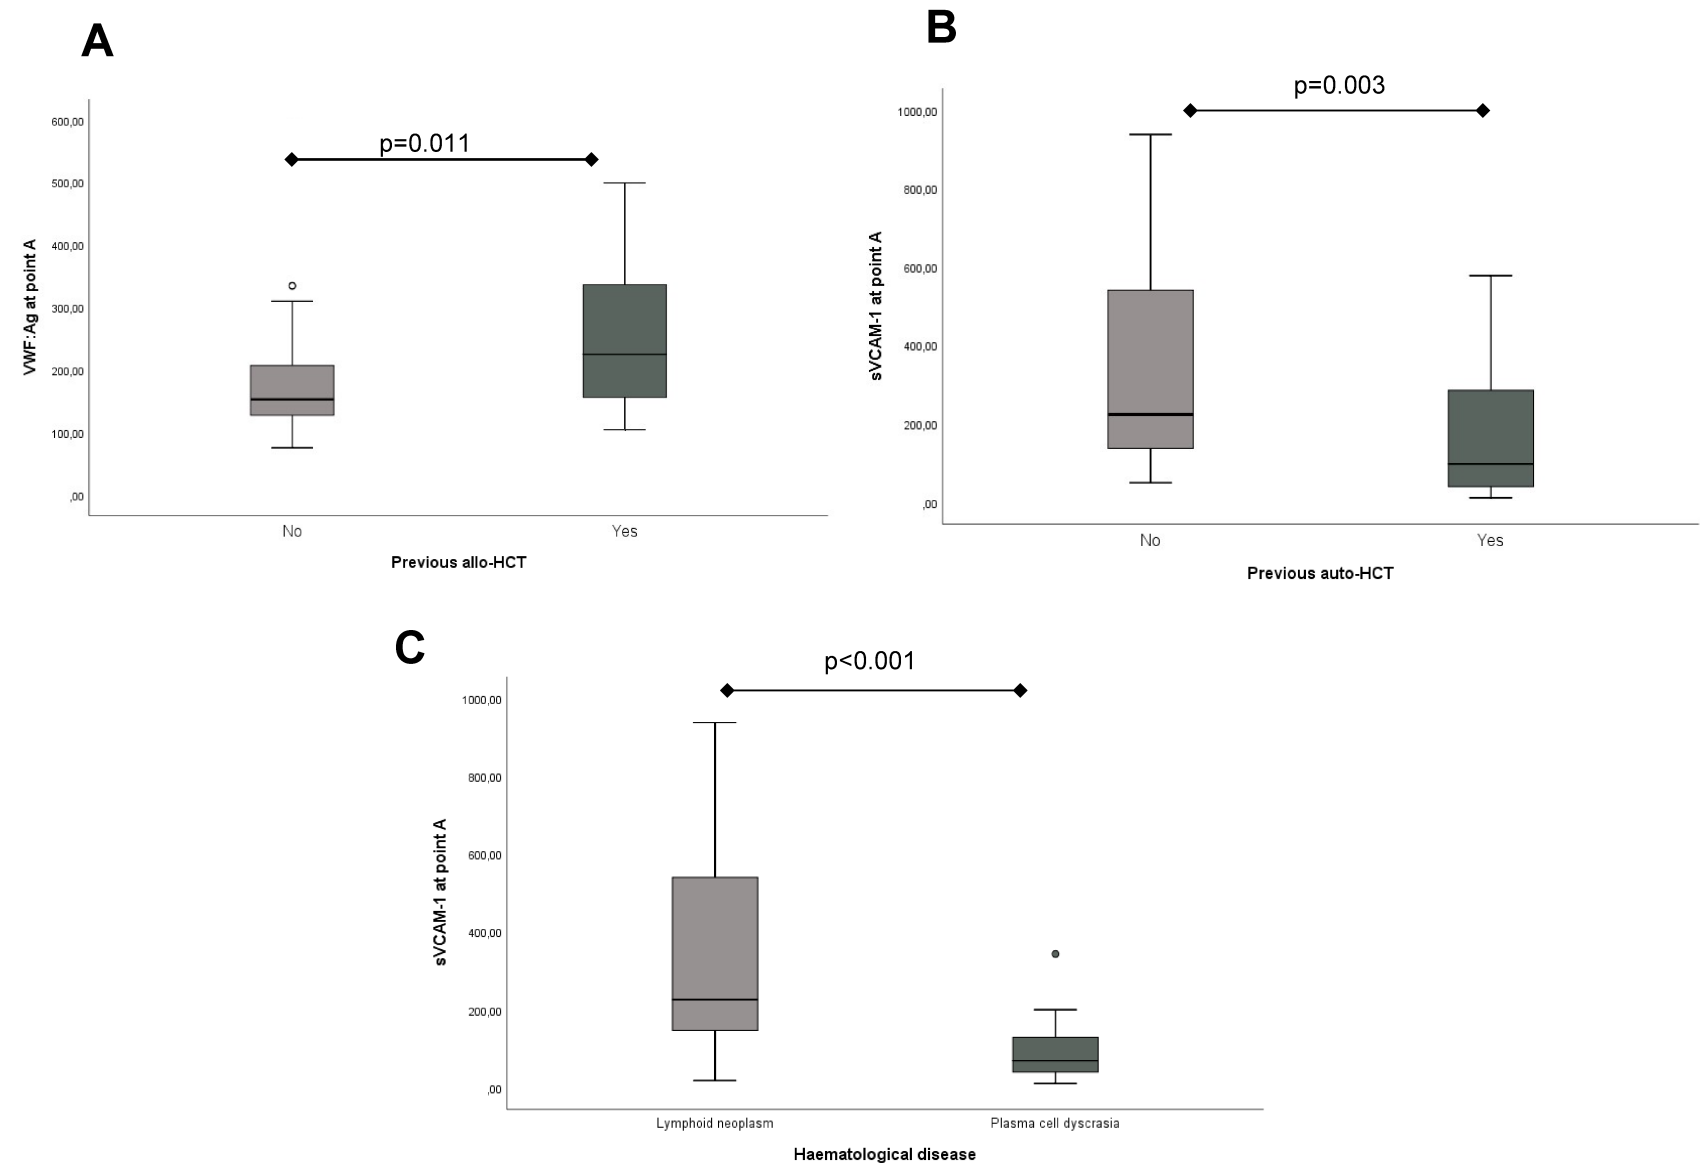 A
p=0.011
600,00
500,00
400,00
300,00
200,00
100,00
,00
VWF:Ag at point A
No
Yes
Previous allo-HCT
B
p=0.003
1000,00
800,00
600,00
400,00
200,00
,00
sVCAM-1 at point A
No
Yes
Previous auto-HCT
C
p<0.001
1000,00
800,00
600,00
400,00
200,00
,00
sVCAM-1 at point A
Lymphoid neoplasm
Plasma cell dyscrasia
Haematological disease